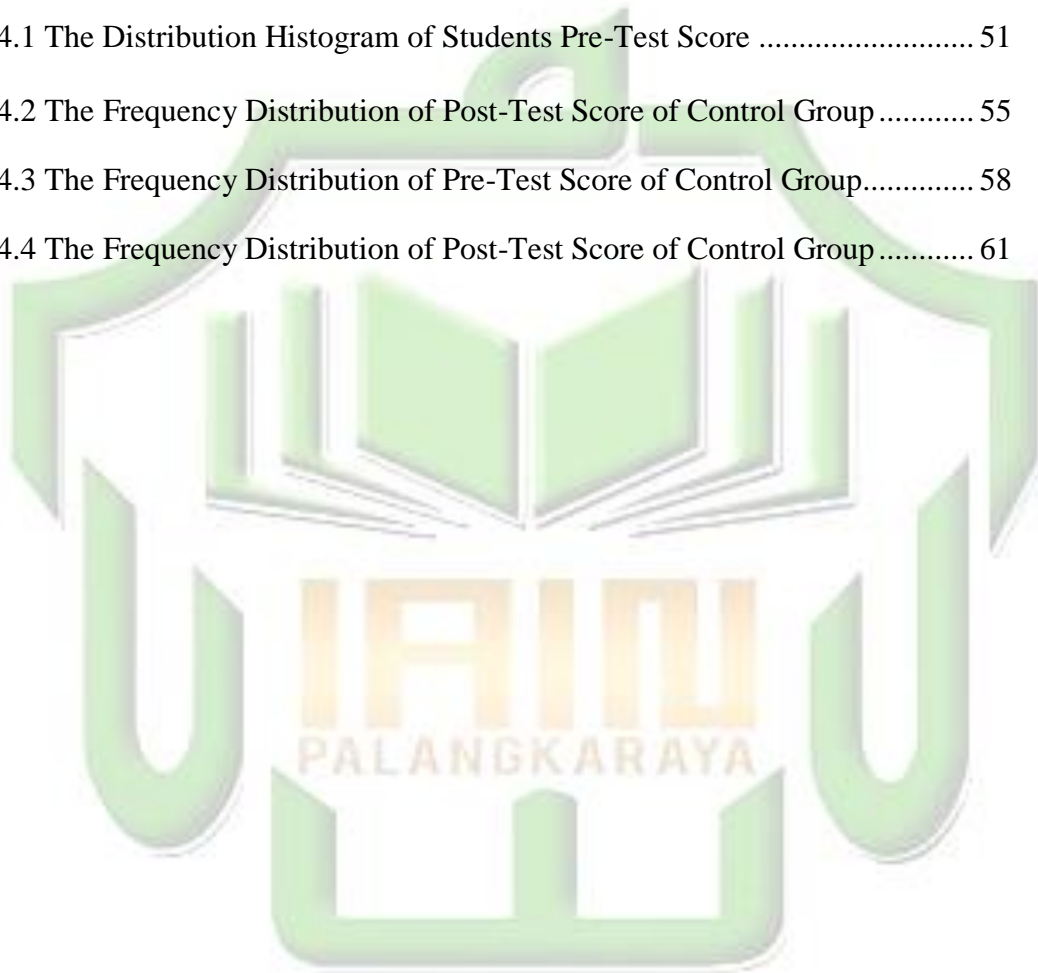 4.1 The Distribution Histogram of Students Pre-Test Score ........................... 51
4.2 The Frequency Distribution of Post-Test Score of Control Group ............ 55
4.3 The Frequency Distribution of Pre-Test Score of Control Group.............. 58
4.4 The Frequency Distribution of Post-Test Score of Control Group ............ 61
IAIN
PALANGKARAYA